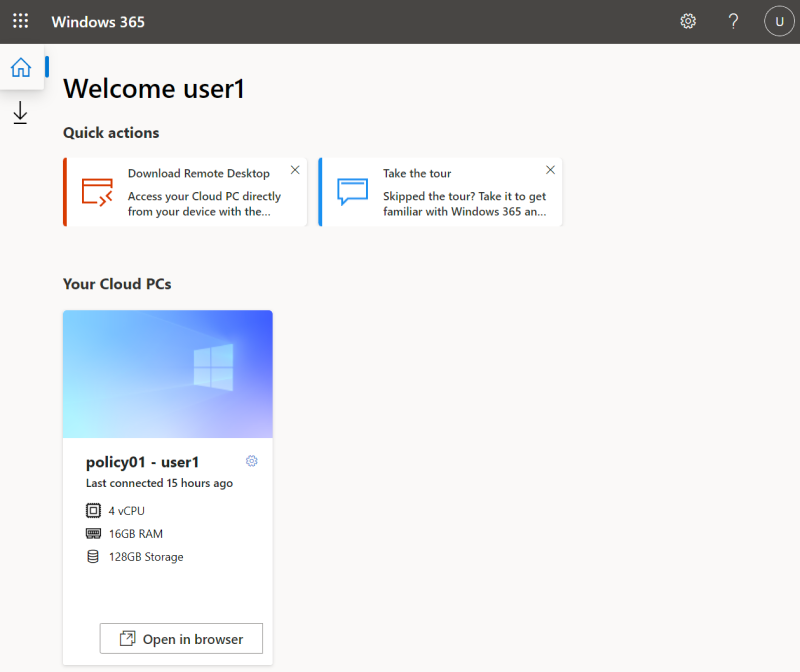 Windows 365
?
U
Welcome user1
Quick actions
Download Remote Desktop
Access your Cloud PC directly
from your device with the...
Take the tour
Skipped the tour? Take it to get
familiar with Windows 365 an...
Your Cloud PCs
policy01 - user1
Last connected 15 hours ago
4 vCPU
16GB RAM
128GB Storage
Open in browser